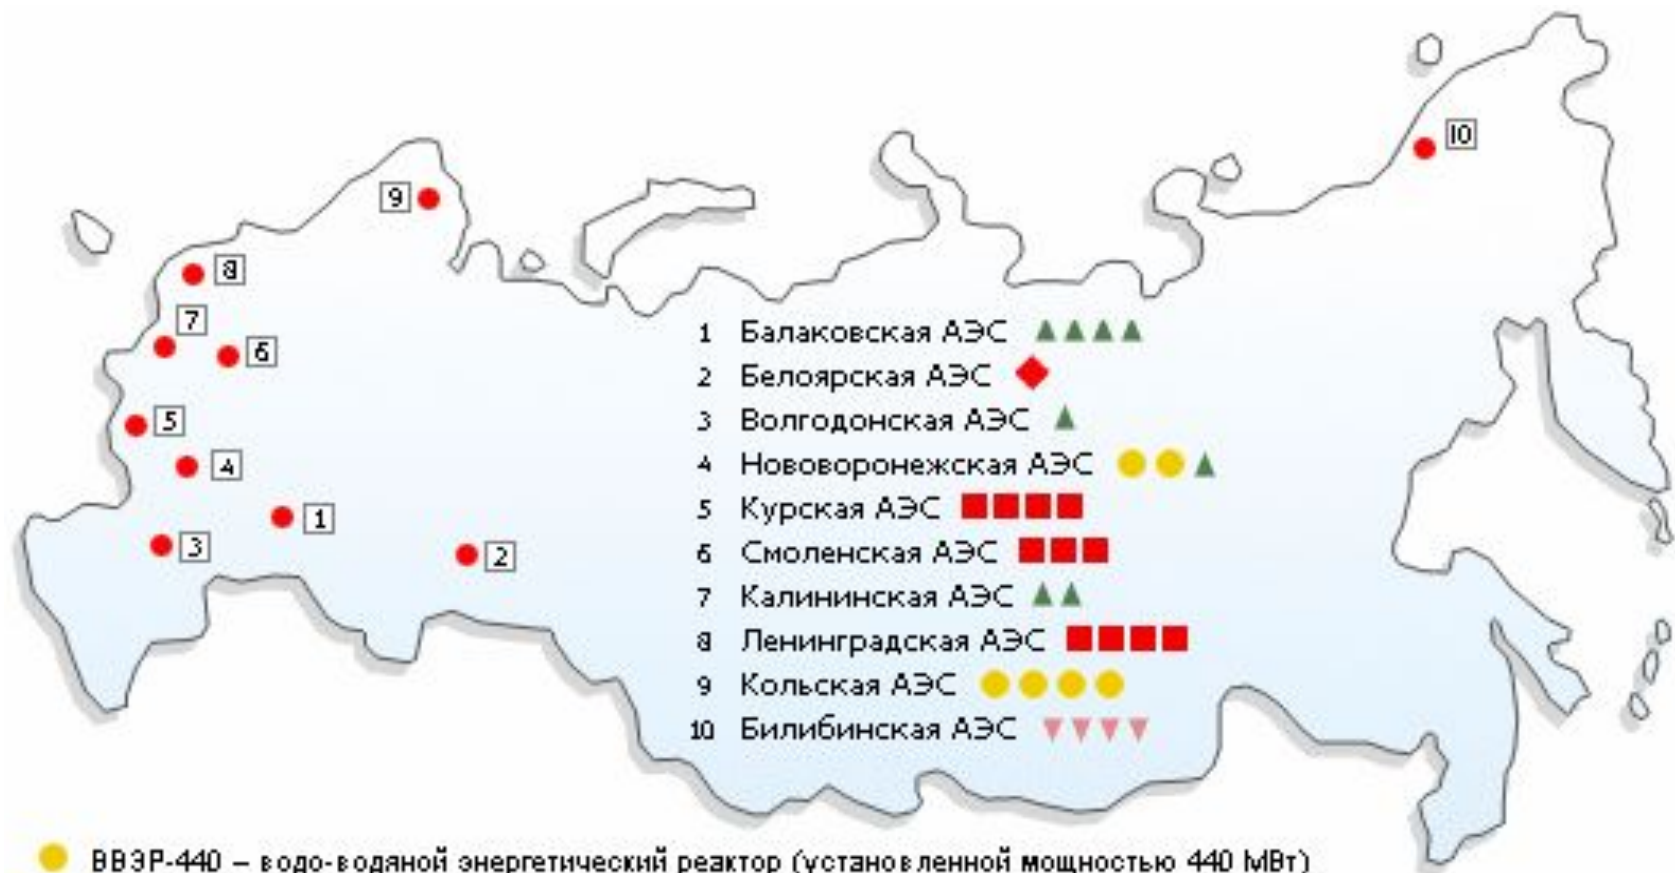 10
9
8
7
6
5
4
1
3
2
1 Балаковская АЭС
2 Белоярская АЭС
3 Волгодонская АЭС
4 Нововоронежская АЭС
5 Курская АЭС
6 Смоленская АЭС
7 Калининская АЭС
8 Ленинградская АЭС
9 Кольская АЭС
10 Билибинская АЭС
ВВЭР-440 – водо-водяной энергетический реактор (установленной мощностью 440 МВт)